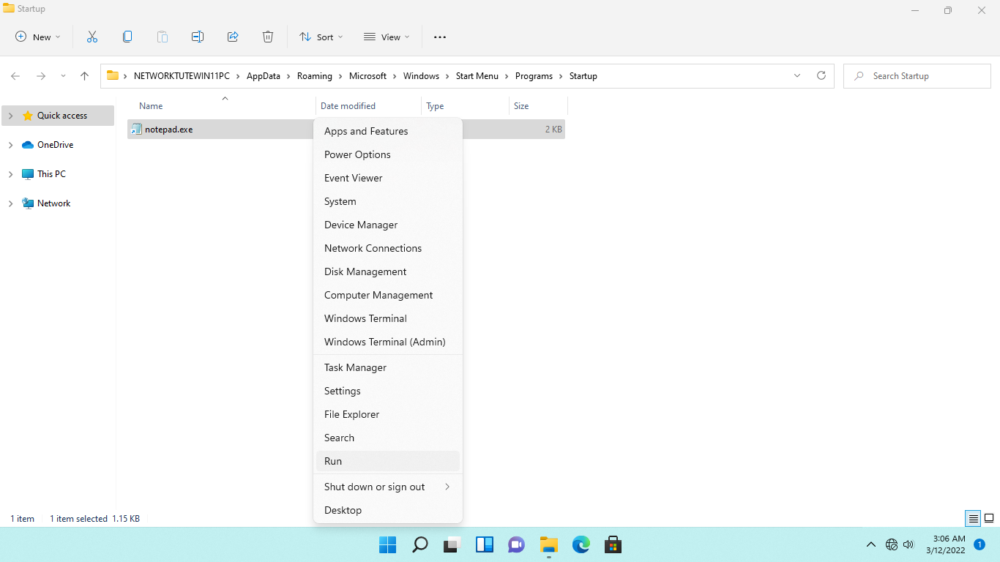 Startup
New
Sort
View
NETWORKTUTEWIN11PC > AppData > Roaming > Microsoft > Windows > Start Menu > Programs > Startup
Search Startup
Name
Date modified
Type
Size
Quick access
notepad.exe
2 KB
OneDrive
This PC
Network
Apps and Features
Power Options
Event Viewer
System
Device Manager
Network Connections
Disk Management
Computer Management
Windows Terminal
Windows Terminal (Admin)
Task Manager
Settings
File Explorer
Search
Run
Shut down or sign out
Desktop
1 item
1 item selected 1.15 KB
3:06 AM
3/12/2022
1